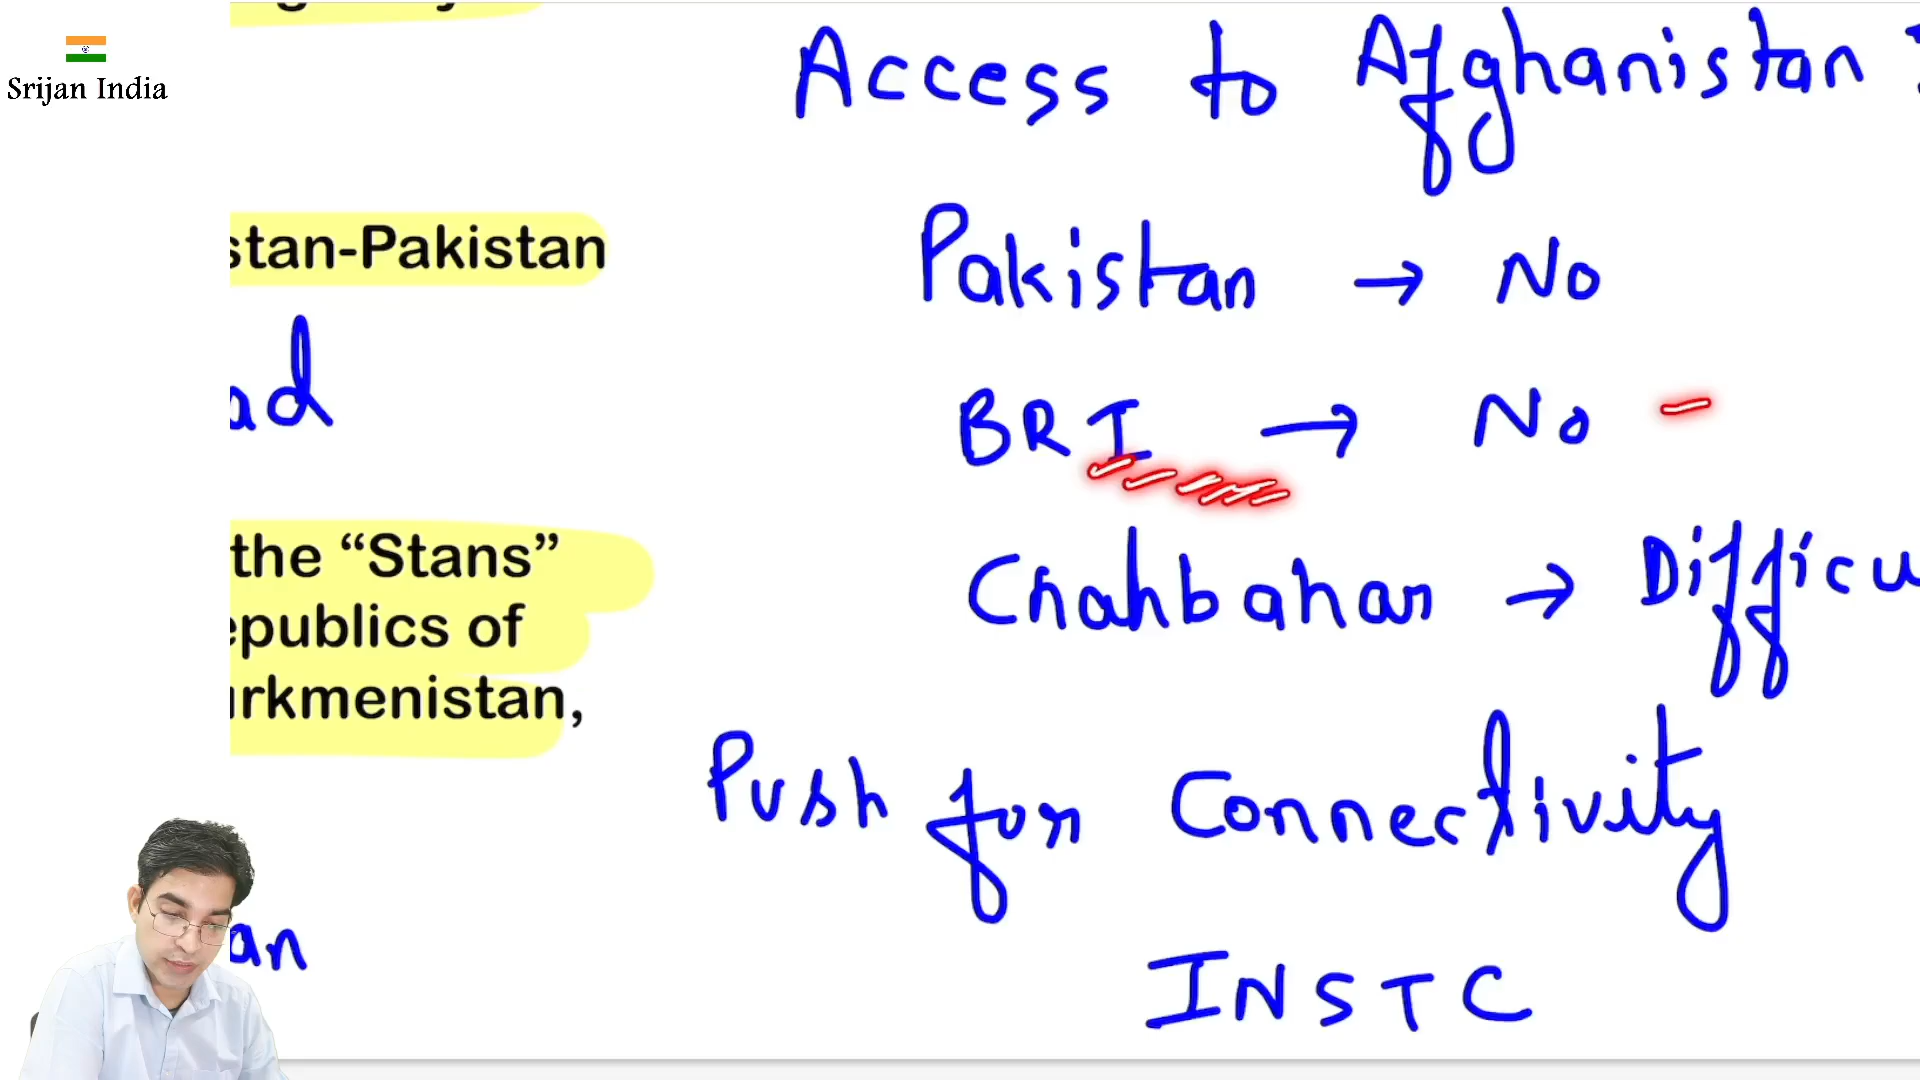 Srijan India
Access to Afghanistan
stan-Pakistan
Pakistan → No
ad
BRI → No -
the “Stans”
Chahbahar → Difficu
epublics of
urkmenistan,
Push for Connectivity
an
INSTC